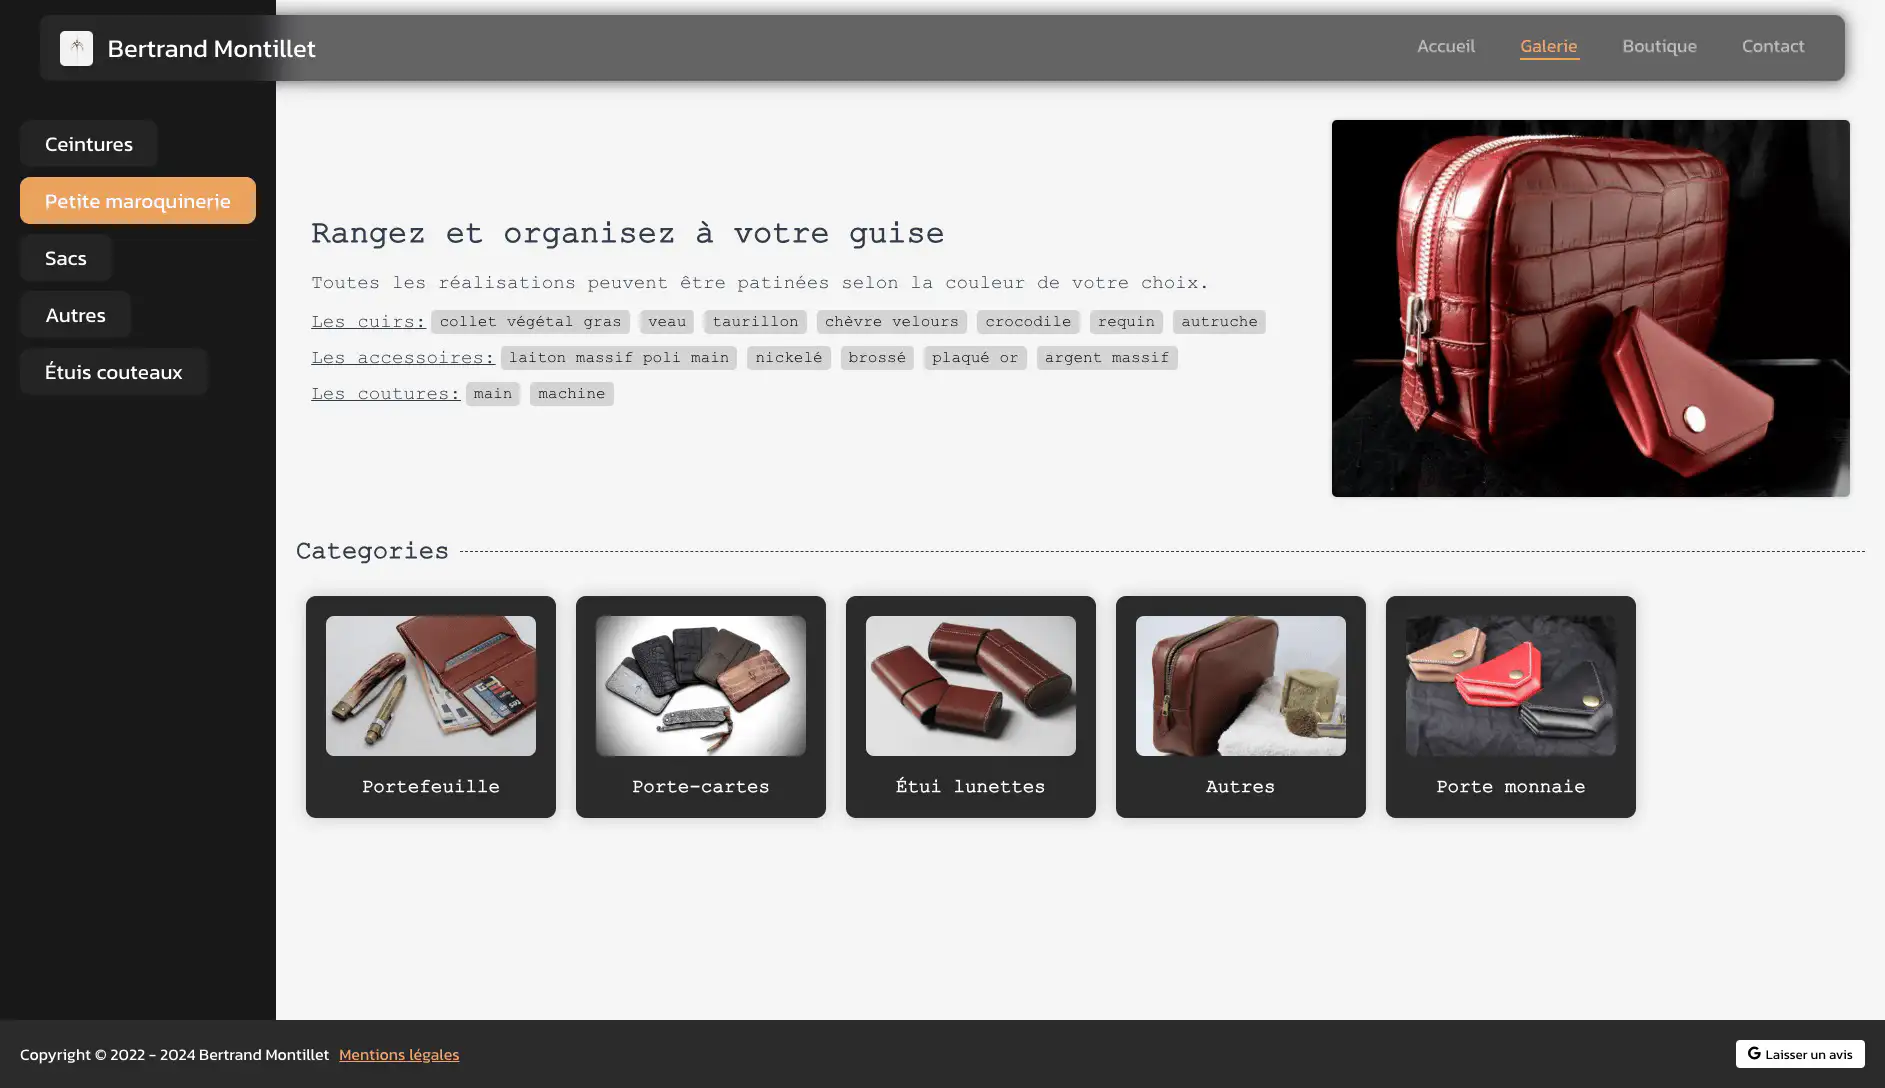 Bertrand Montillet
Accueil
Galerie
Boutique
Contact
Ceintures
Petite maroquinerie
Sacs
Autres
Étuis couteaux
Rangez et organisez à votre guise
Toutes les réalisations peuvent être patinées selon la couleur de votre choix.
Les cuirs: collet végétal gras veau taurillon chèvre velours crocodile requin autruche
Les accessoires: laiton massif poli main nickelé brossé plaqué or argent massif
Les coutures: main machine
Categories
Portefeuille
Porte-cartes
Étui lunettes
Autres
Porte monnaie
Copyright © 2022 - 2024 Bertrand Montillet Mentions légales
G Laisser un avis